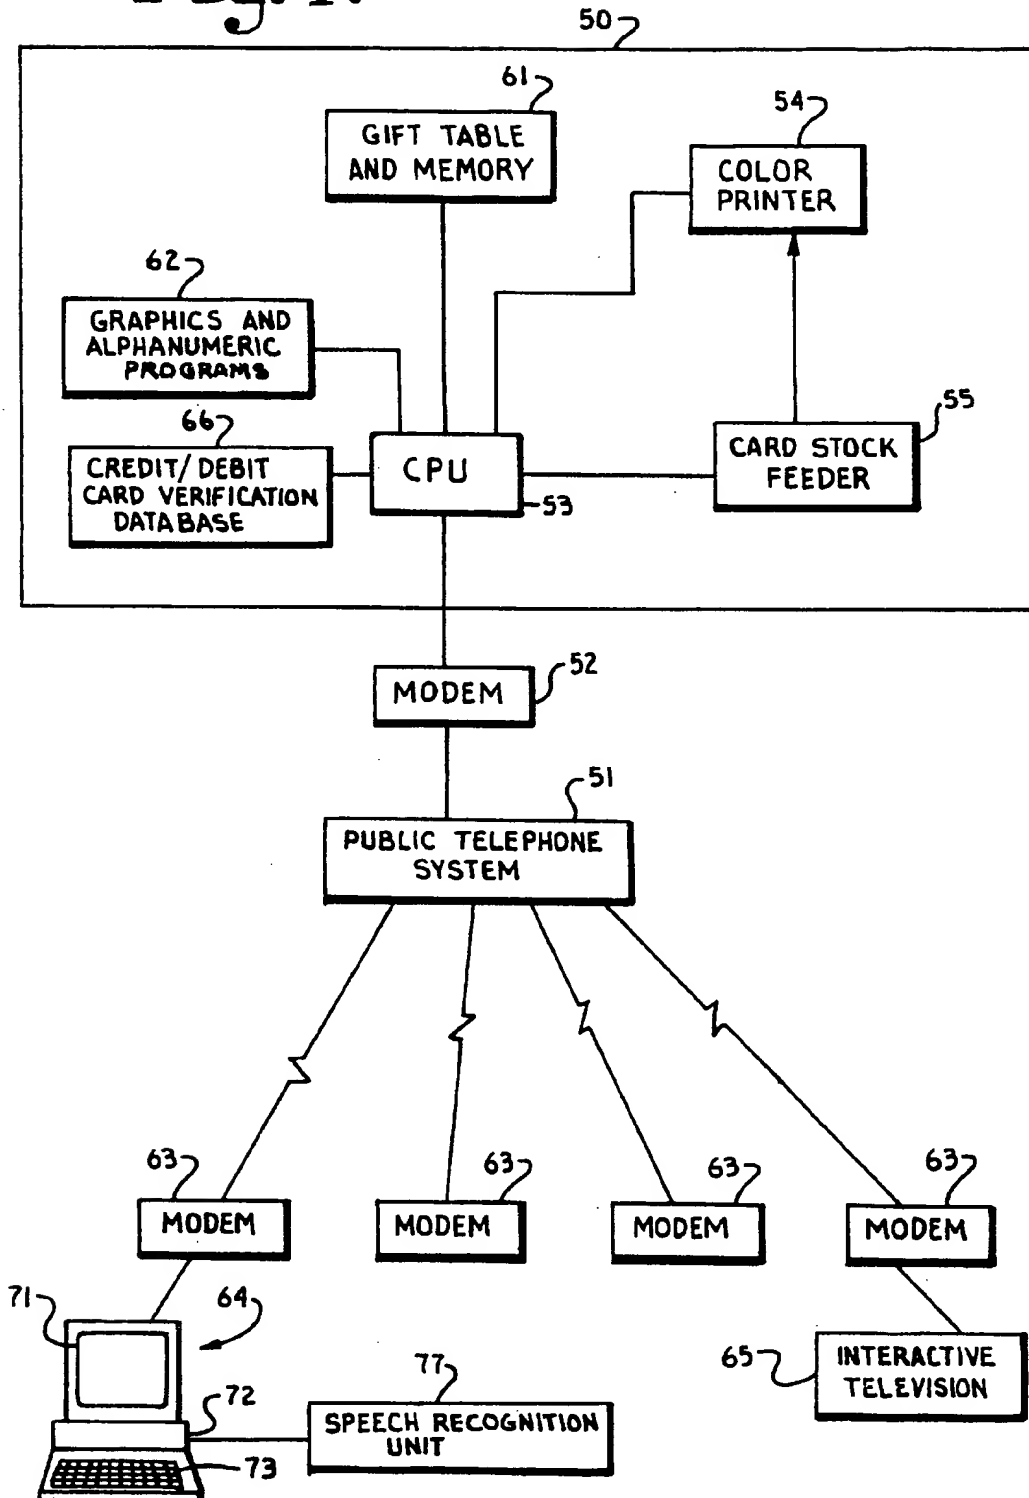 Fig. 1.
50
61
GIFT TABLE
AND MEMORY
54
COLOR
PRINTER
62
GRAPHICS AND
ALPHANUMERIC
PROGRAMS
66
CREDIT/DEBIT
CARD VERIFICATION
DATABASE
CPU
53
55
CARD STOCK
FEEDER
MODEM
52
51
PUBLIC TELEPHONE
SYSTEM
63
MODEM
63
MODEM
63
MODEM
63
MODEM
71
64
72
73
77
SPEECH RECOGNITION
UNIT
65
INTERACTIVE
TELEVISION